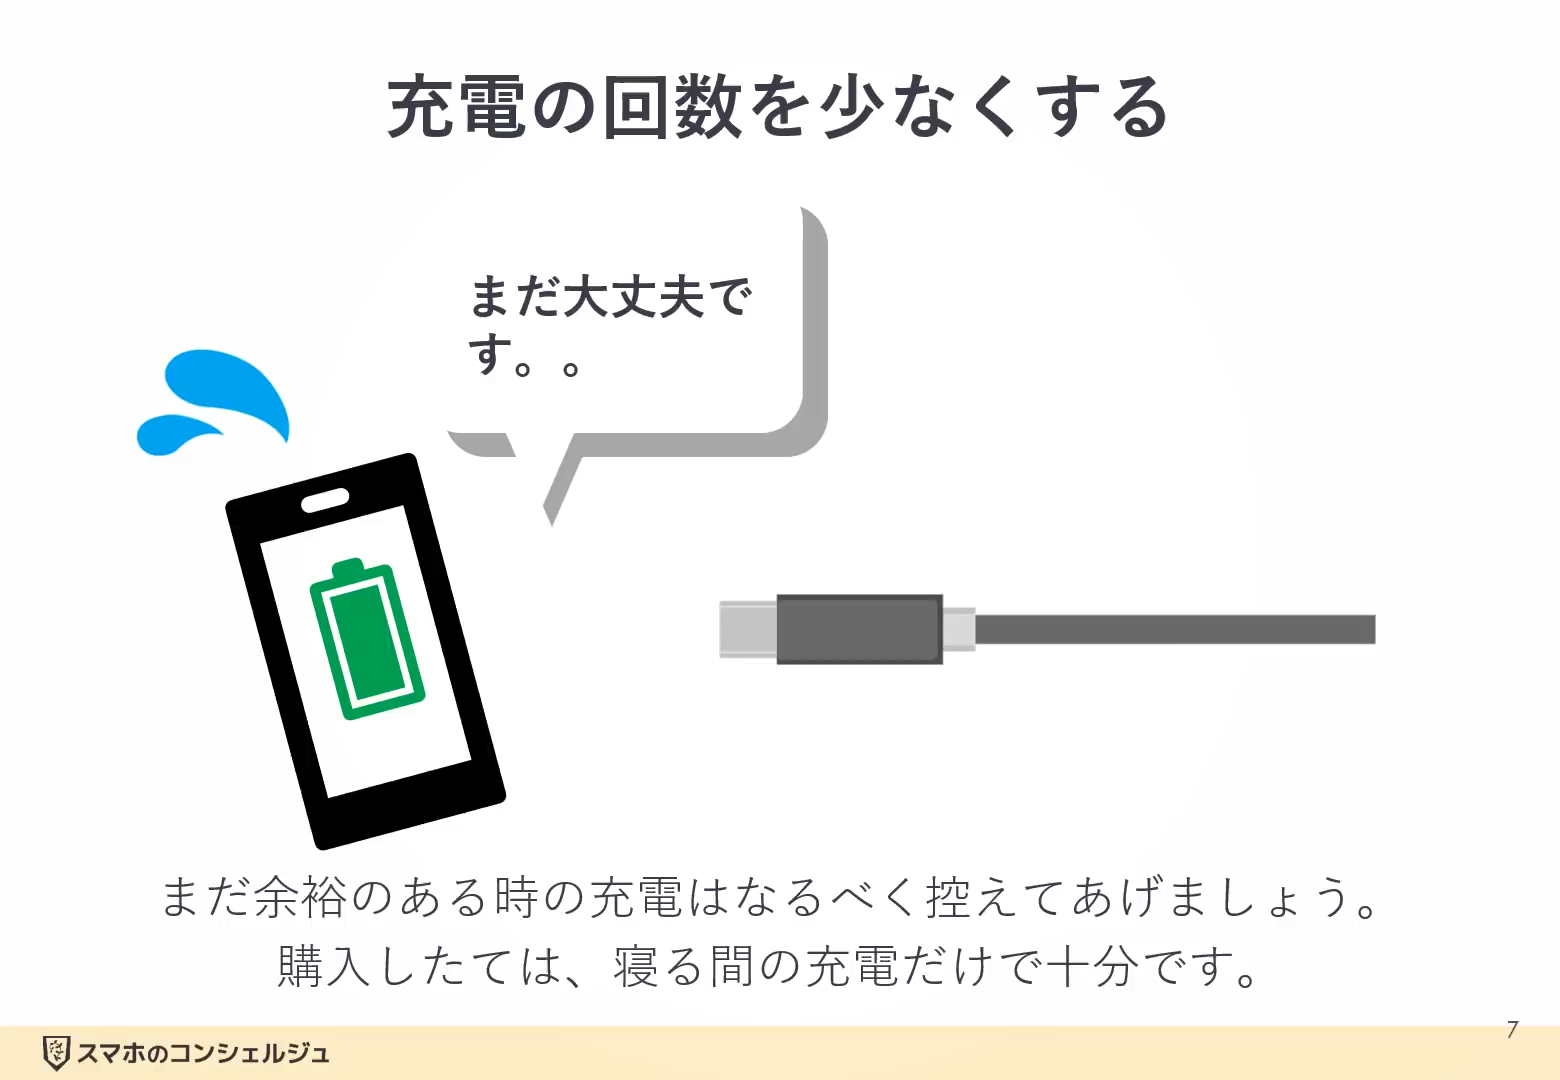 充電の回数を少なくする
まだ大丈夫で
す。。
まだ余裕のある時の充電はなるべく控えてあげましょう。
購入したては、寝る間の充電だけで十分です。
7
スマホのコンシェルジュ